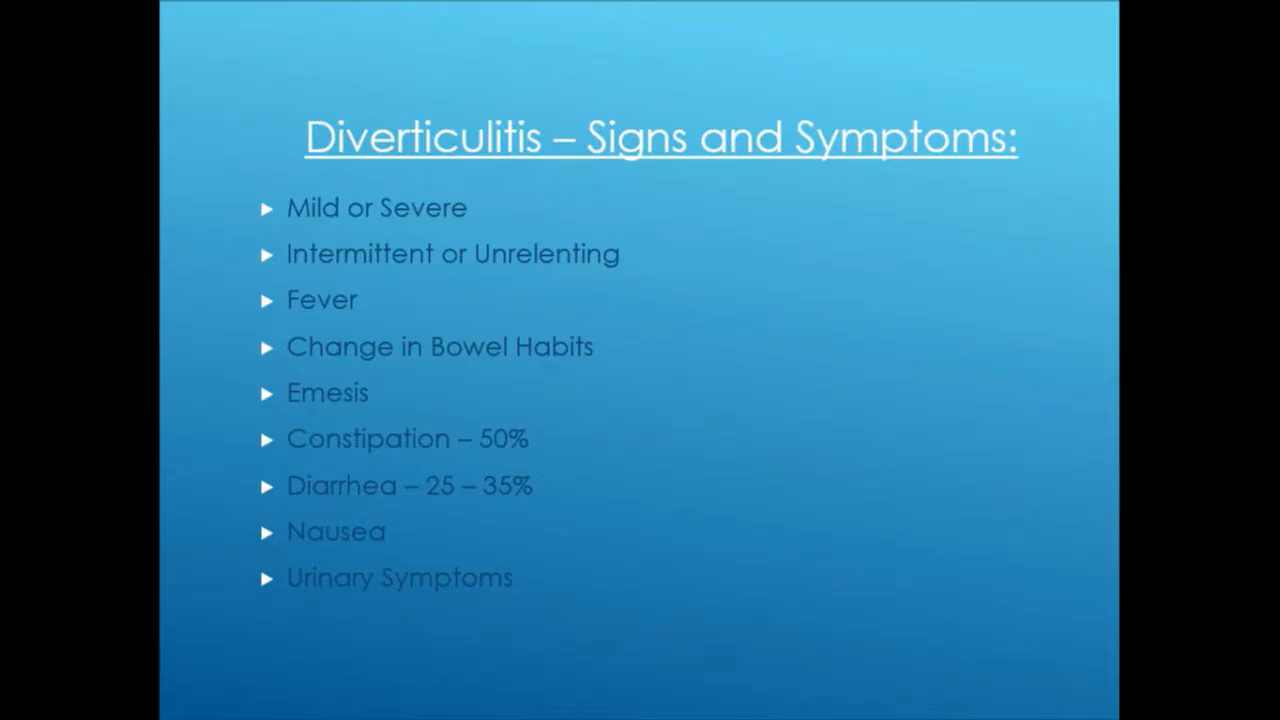 Diverticulitis – Signs and Symptoms:
Mild or Severe
Intermittent or Unrelenting
Fever
Change in Bowel Habits
Emesis
Constipation – 50%
Diarrhea – 25 – 35%
Nausea
Urinary Symptoms